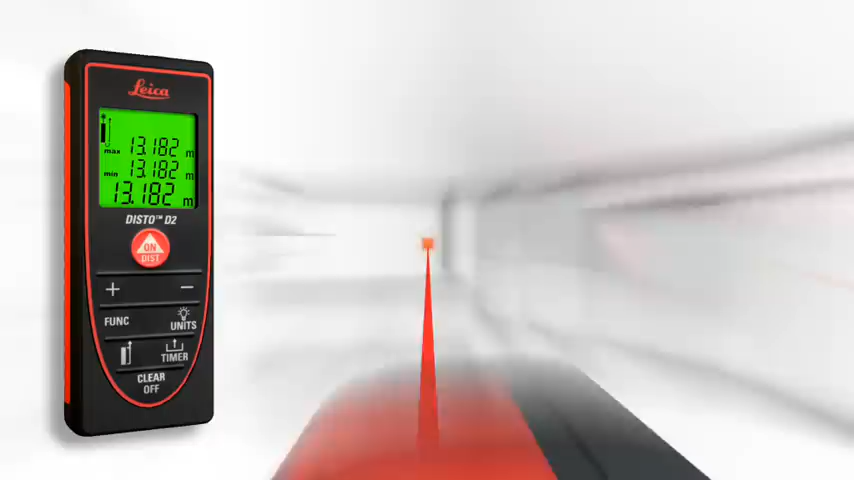 Leica
max 13.182 m
min 13.182 m
13.182 m
DISTO™ D2
ON
DIST
+ −
FUNC
UNITS
TIMER
CLEAR
OFF